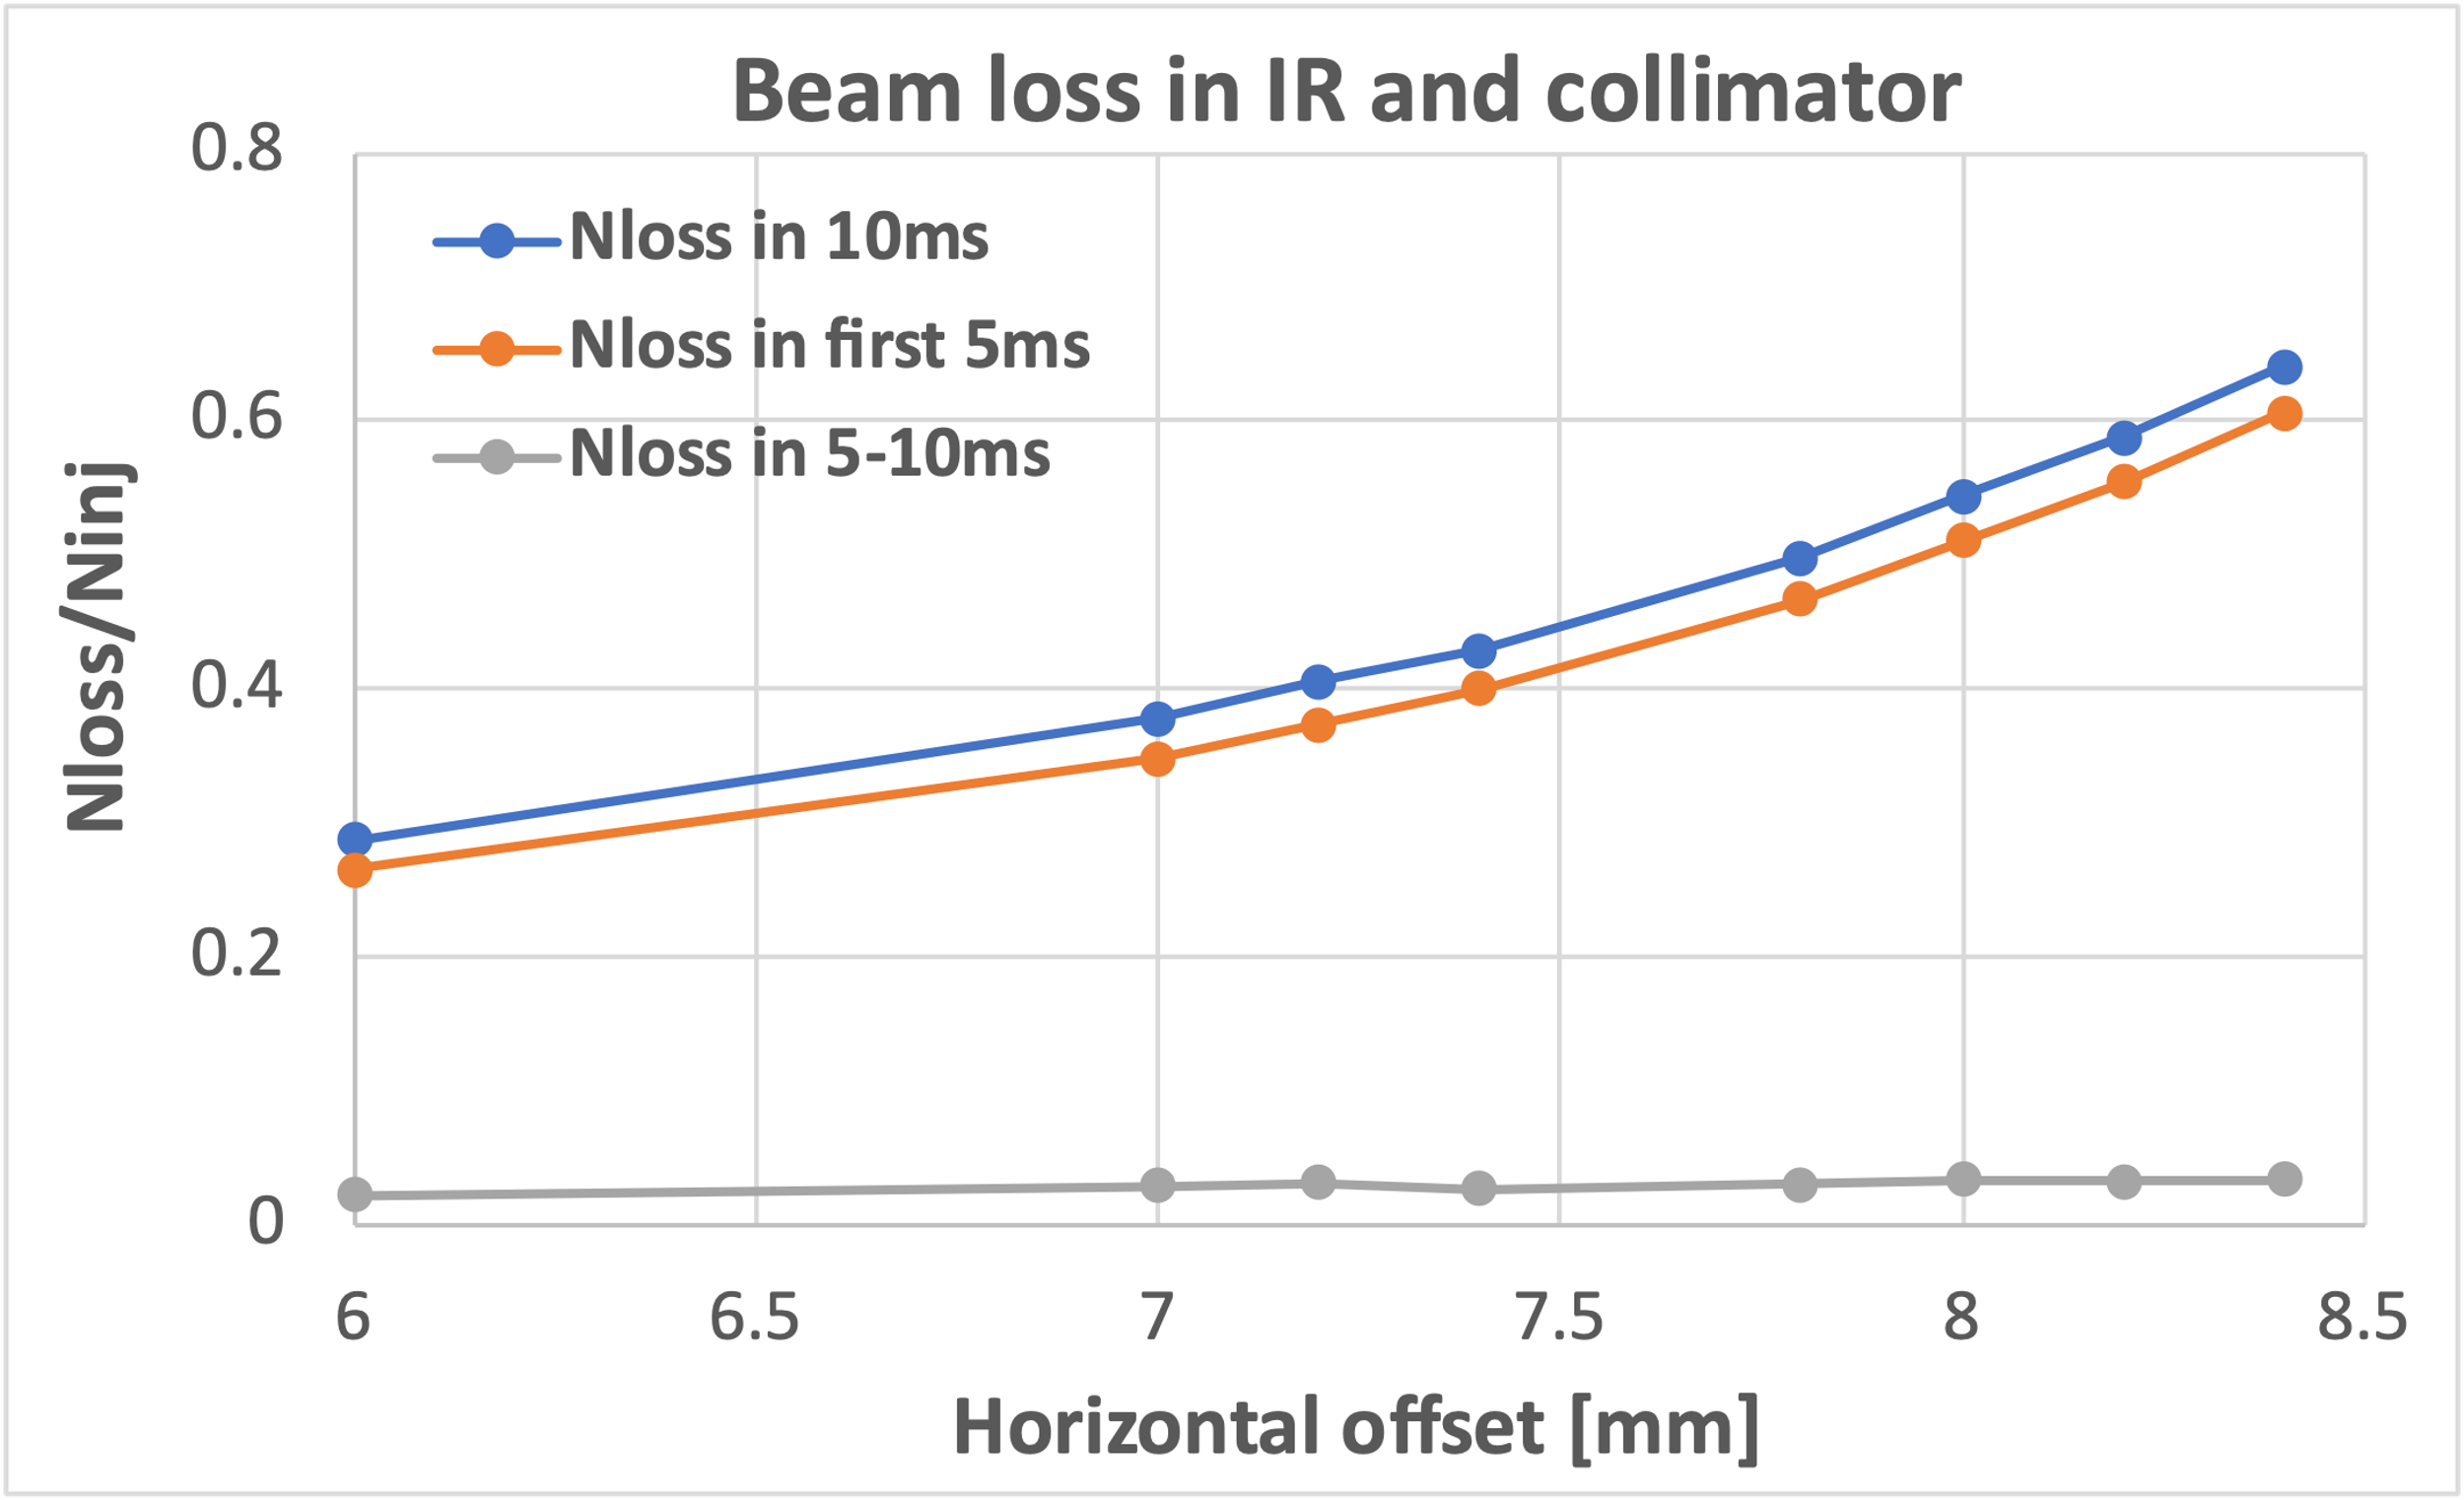 Beam loss in IR and collimator
0.8
Nloss in 10ms
Nloss in first 5ms
0.6
Nloss in 5-10ms
Nloss/Ninj
0.4
0.2
0
6 6.5 7 7.5 8 8.5
Horizontal offset [mm]